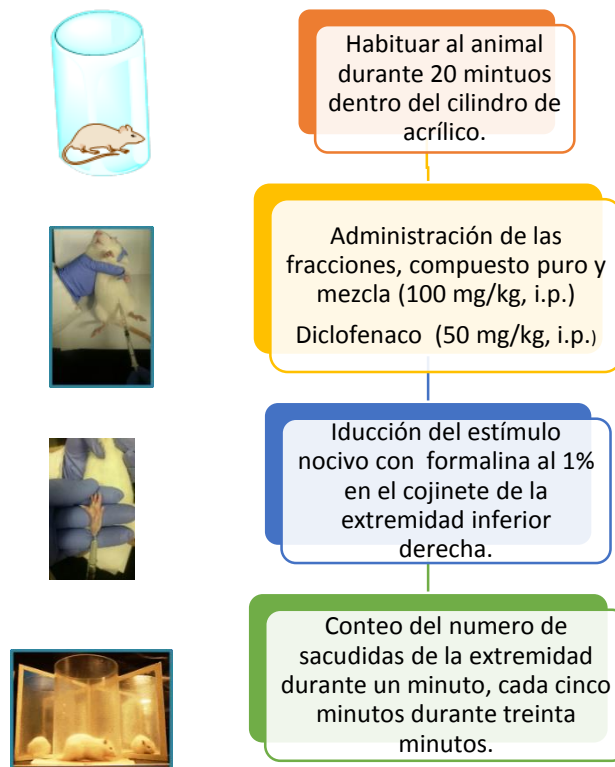 Habituar al animal
durante 20 mintuos
dentro del cilindro de
acrílico.
Administración de las
fracciones, compuesto puro y
mezcla (100 mg/kg, i.p.)
Diclofenaco (50 mg/kg, i.p.)
Iducción del estímulo
nocivo con formalina al 1%
en el cojinete de la
extremidad inferior
derecha.
Conteo del numero de
sacudidas de la extremidad
durante un minuto, cada cinco
minutos durante treinta
minutos.